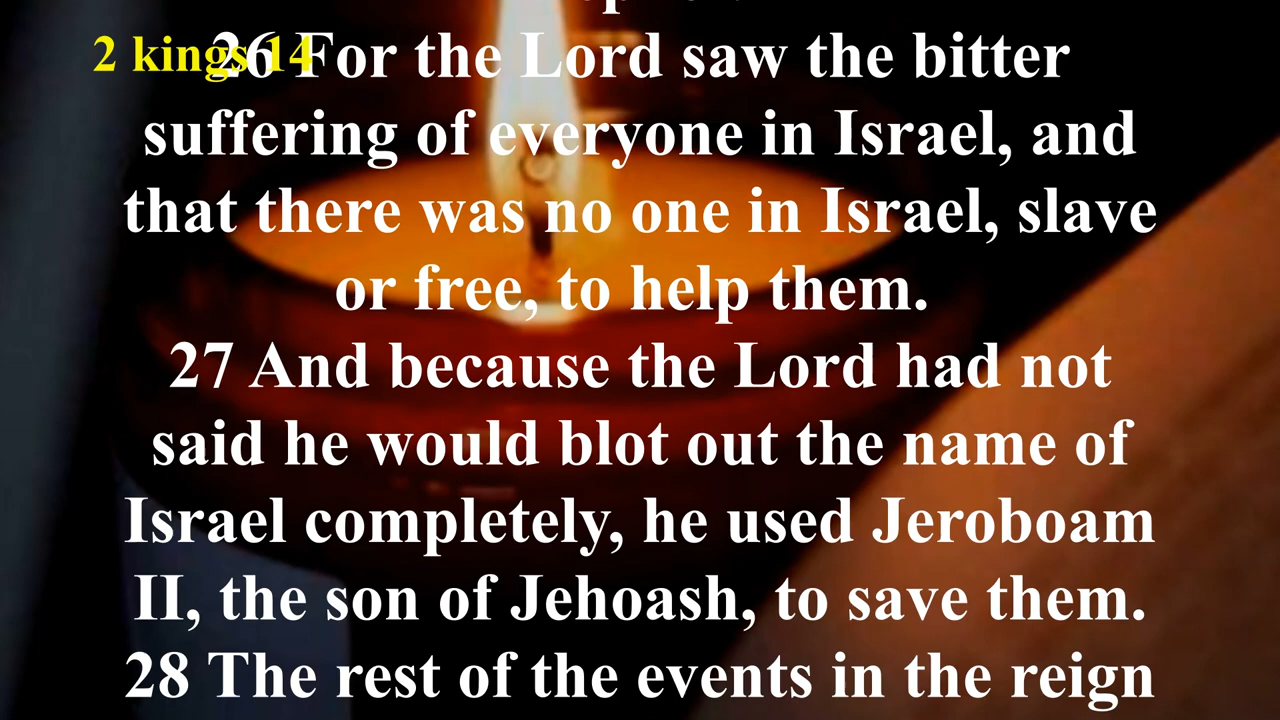 2 kings 14
26 For the Lord saw the bitter
suffering of everyone in Israel, and
that there was no one in Israel, slave
or free, to help them.
27 And because the Lord had not
said he would blot out the name of
Israel completely, he used Jeroboam
II, the son of Jehoash, to save them.
28 The rest of the events in the reign